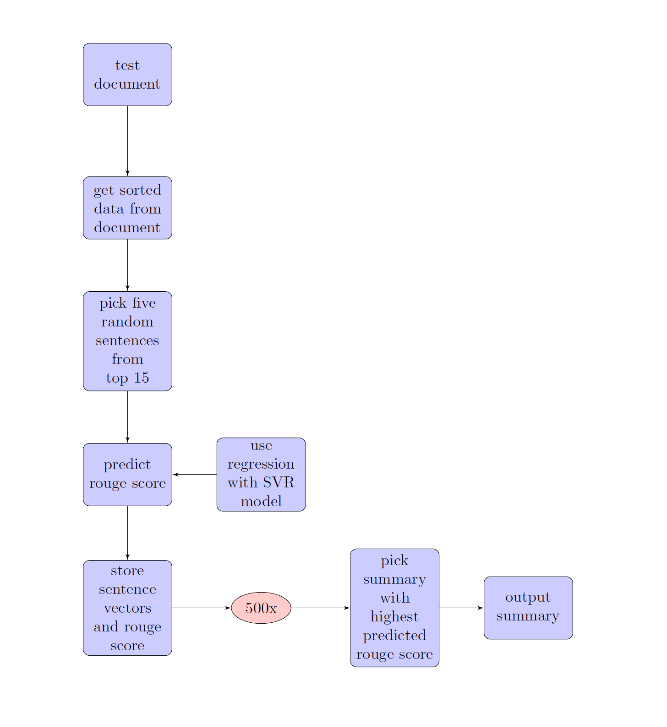 test
document
get sorted
data from
document
pick five
random
sentences
from
top 15
predict
rouge score
use
regression
with SVR
model
store
sentence
vectors
and rouge
score
500x
pick
summary
with
highest
predicted
rouge score
output
summary